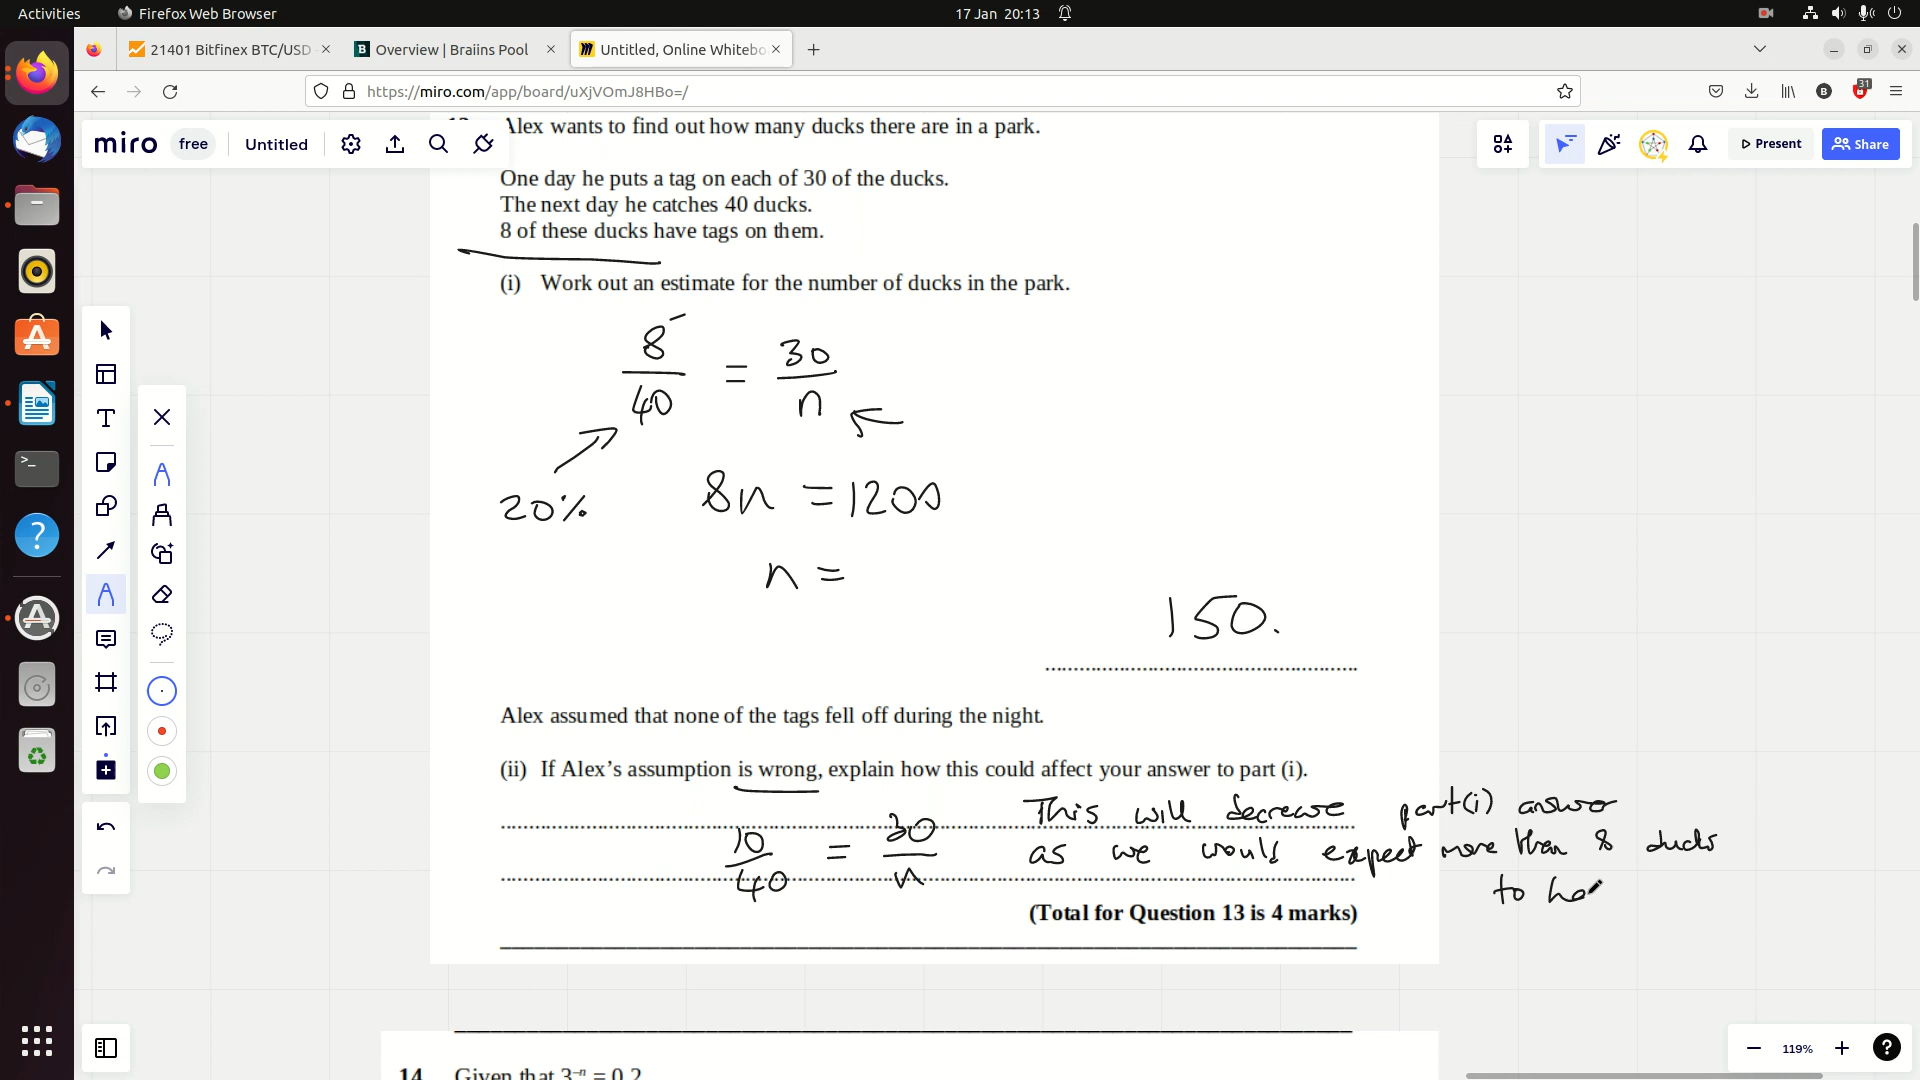 Activities Firefox Web Browser 17 Jan 20:13
21401 Bitfinex BTC/USD Overview | Braiins Pool Untitled, Online Whitebo
https://miro.com/app/board/uXjVOmJ8HBo=/ 31
miro free Untitled Present Share
Alex wants to find out how many ducks there are in a park.
One day he puts a tag on each of 30 of the ducks.
The next day he catches 40 ducks.
8 of these ducks have tags on them.
(i) Work out an estimate for the number of ducks in the park.
8 = 30
40 n
20% 8n = 1200
n =
150.
Alex assumed that none of the tags fell off during the night.
(ii) If Alex's assumption is wrong, explain how this could affect your answer to part (i).
This will decrease part(i) answer
10 = 30
as we would expect more than 8 ducks
40 n
to ha
(Total for Question 13 is 4 marks)
14 Given that 3⁻ⁿ = 0.2
119%